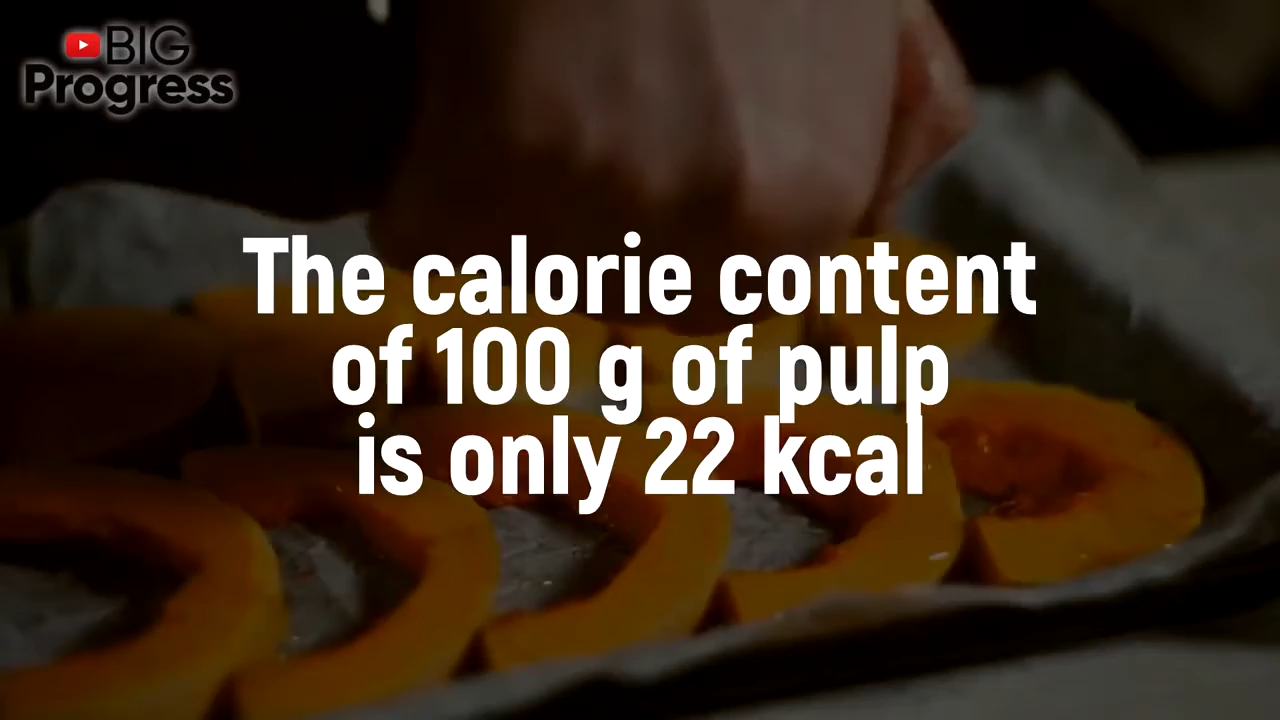 BIG
Progress
The calorie content
of 100 g of pulp
is only 22 kcal